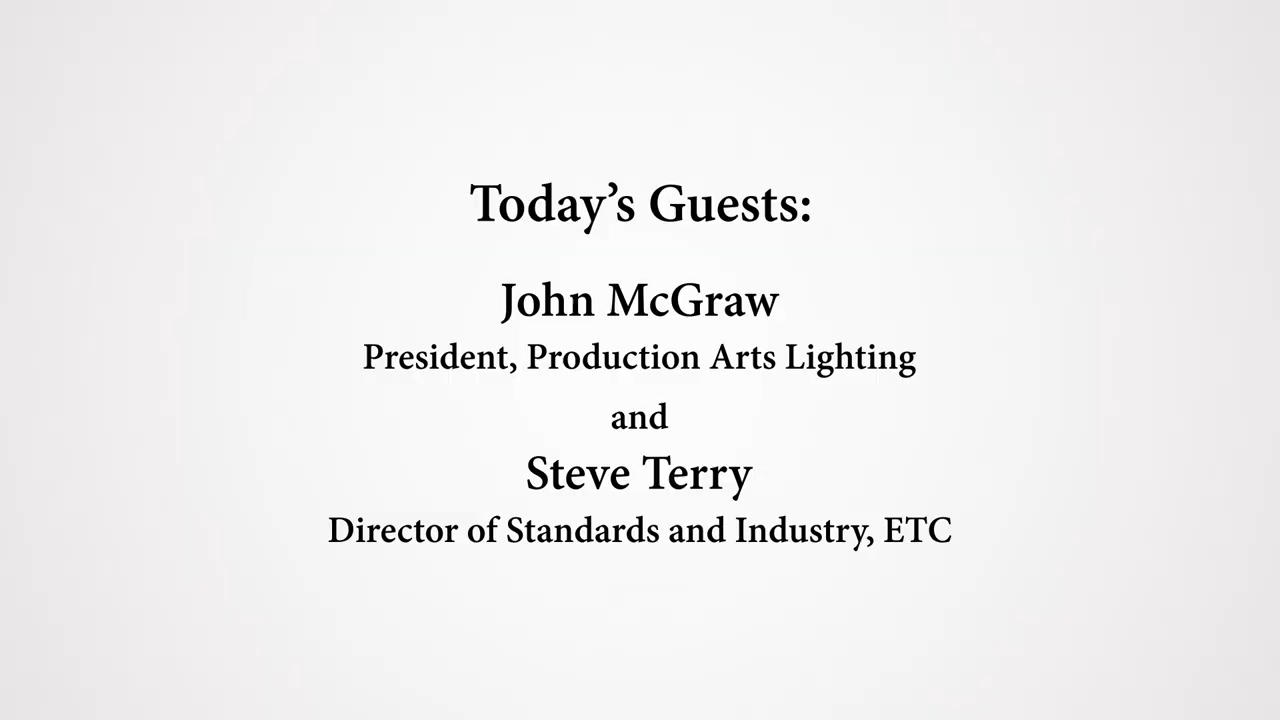 Today’s Guests:
John McGraw
President, Production Arts Lighting
and
Steve Terry
Director of Standards and Industry, ETC